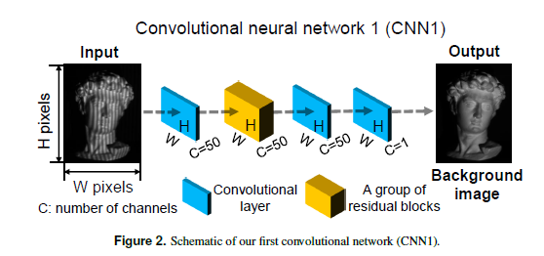 Convolutional neural network 1 (CNN1)
Input
Output
H pixels
W pixels
H
W
C=50
H
W
C=50
H
W
C=50
H
W
C=1
Background
image
C: number of channels
Convolutional
layer
A group of
residual blocks
Figure 2. Schematic of our first convolutional network (CNN1).